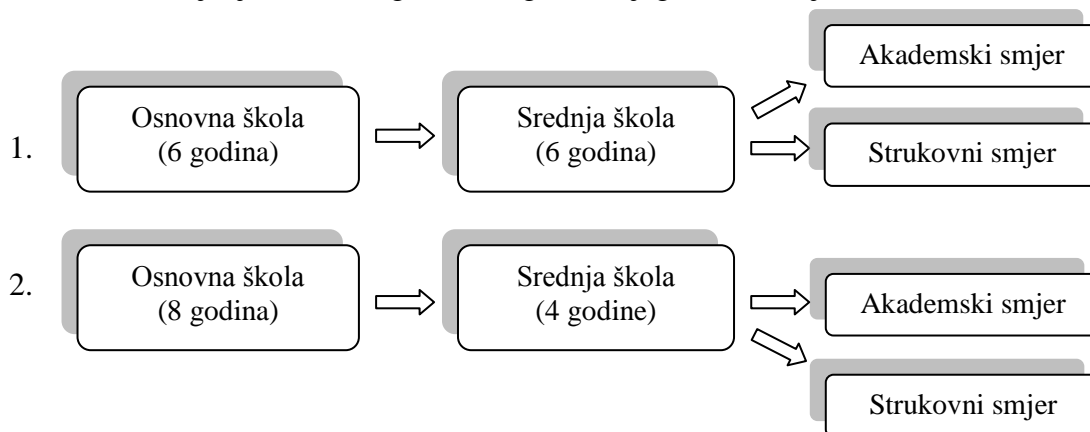 1.
Osnovna škola
(6 godina)
Srednja škola
(6 godina)
Akademski smjer
Strukovni smjer
2.
Osnovna škola
(8 godina)
Srednja škola
(4 godine)
Akademski smjer
Strukovni smjer